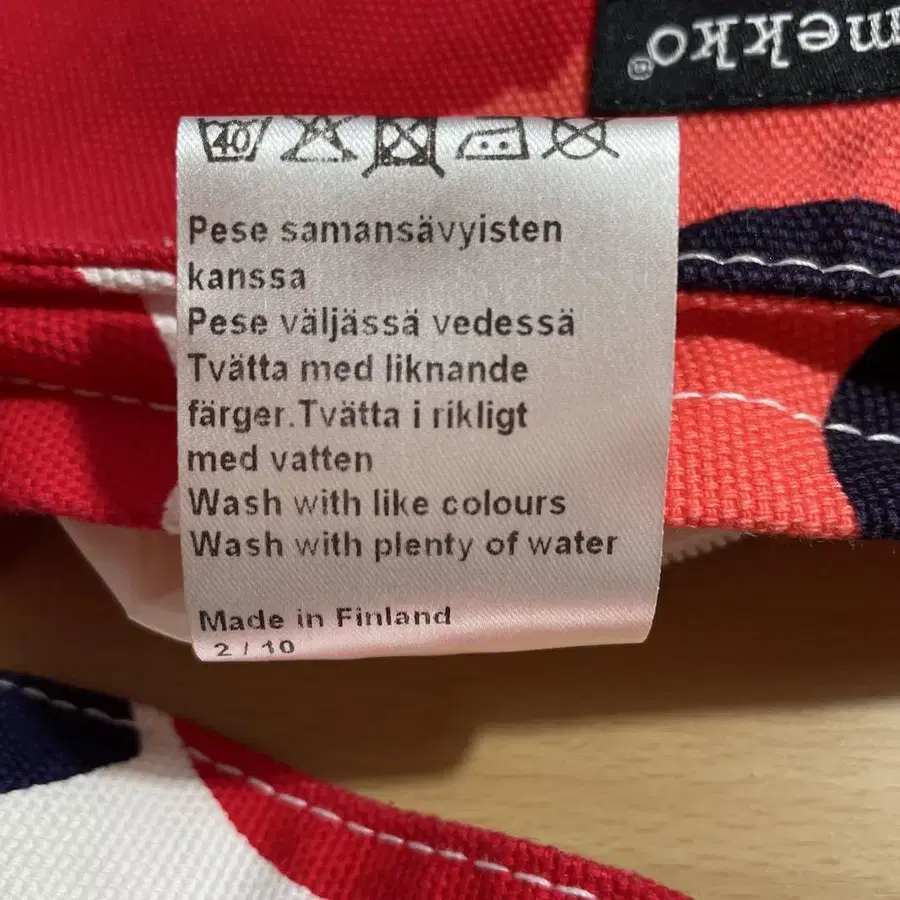 mekko®
40
Pese samansävyisten
kanssa
Pese väljässä vedessä
Tvätta med liknande
färger.Tvätta i rikligt
med vatten
Wash with like colours
Wash with plenty of water
Made in Finland
2 / 10